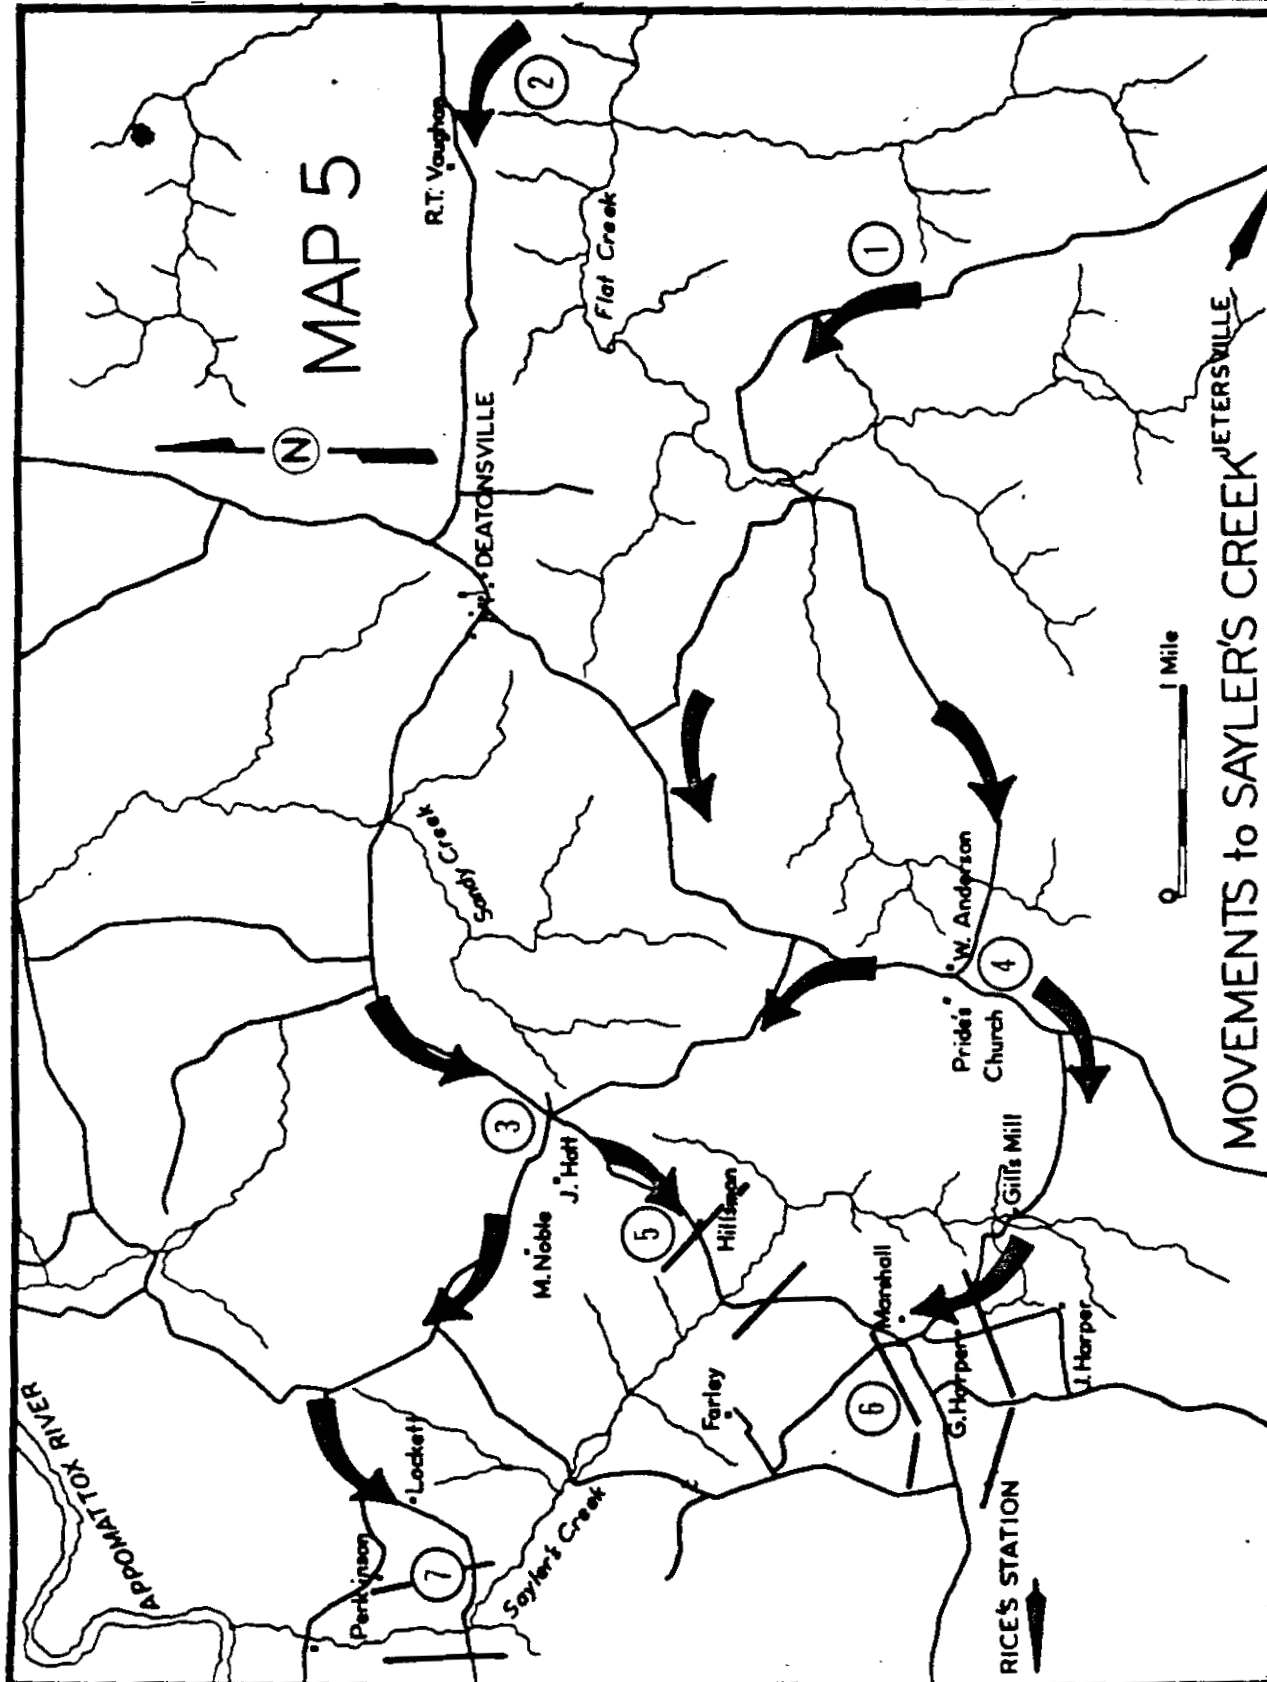 MAP 5
N
APPOMATTOX RIVER
R.T. Vaughan
2
DEATONSVILLE
Flat Creek
1
JETERSVILLE
Sandy Creek
3
J. Hott
M. Noble
Lockett
Perkinson
7
Sayler's Creek
5
Hillsman
Farley
6
Marshall
G. Harper
J. Harper
Gill's Mill
Pride's
Church
W. Anderson
4
RICE'S STATION
0 1 Mile
MOVEMENTS to SAYLER'S CREEK